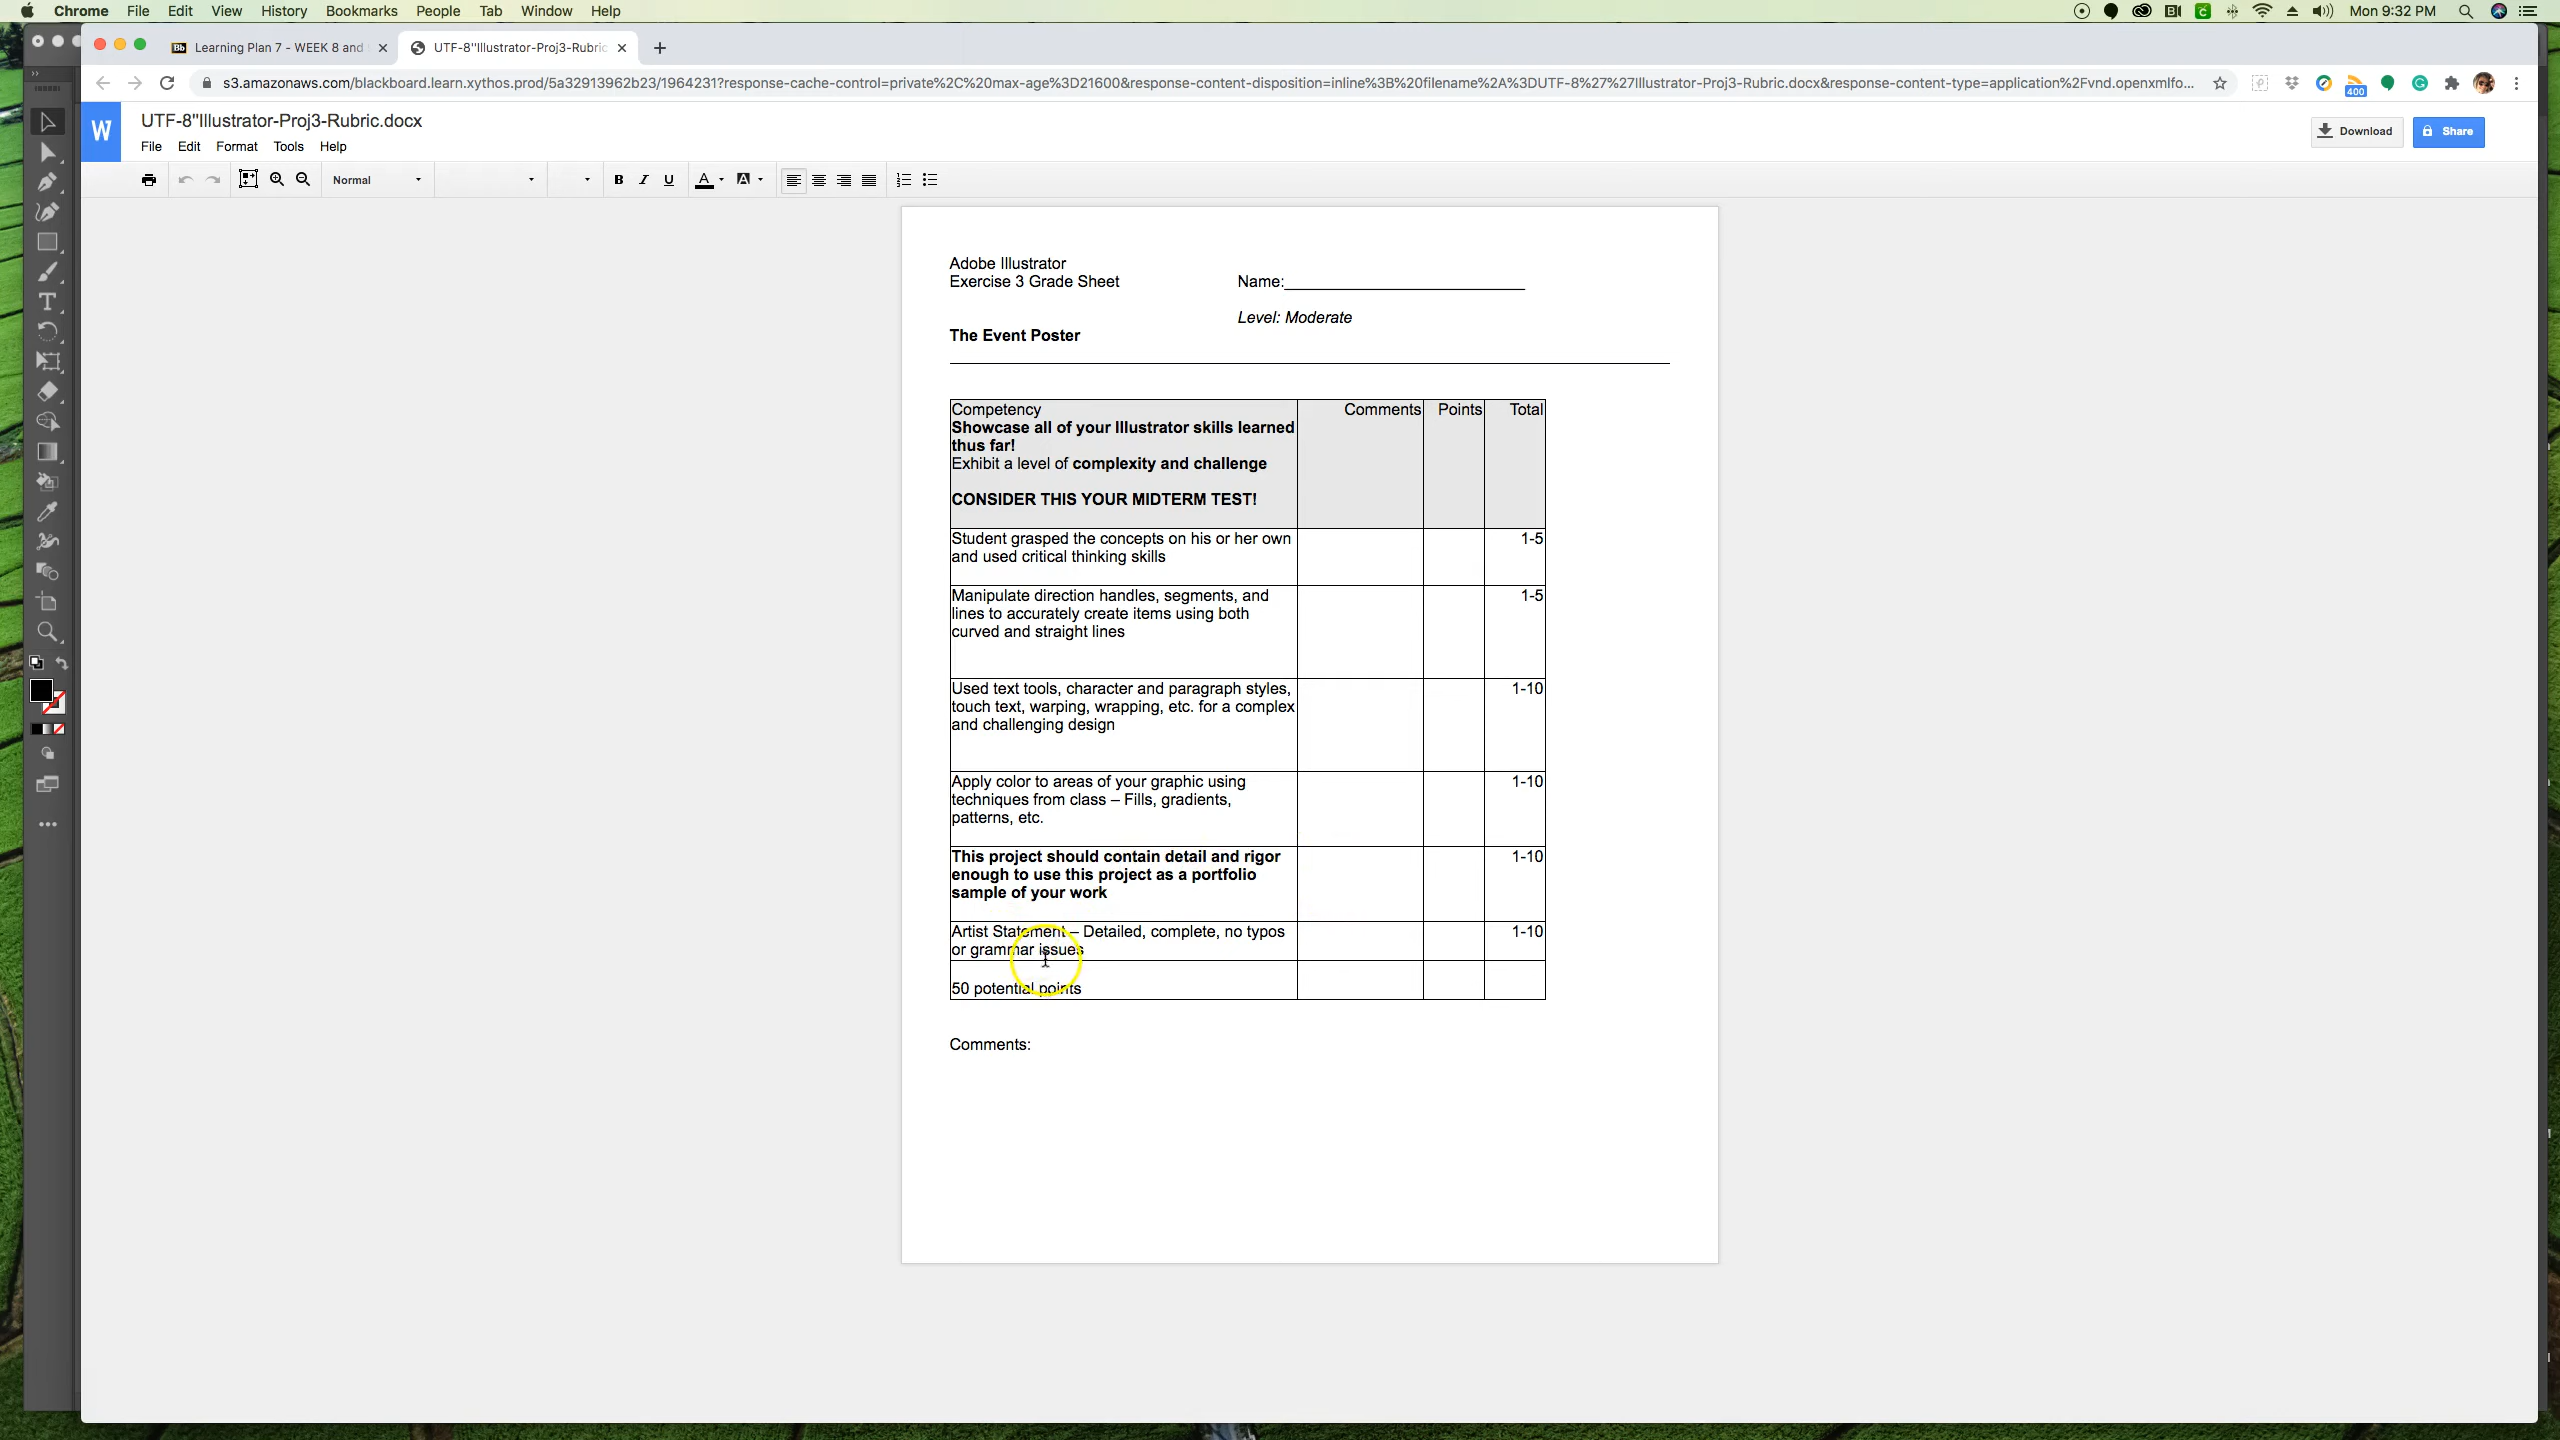 Chrome File Edit View History Bookmarks People Tab Window Help
Mon 9:32 PM
Learning Plan 7 - WEEK 8 and
UTF-8''Illustrator-Proj3-Rubric
s3.amazonaws.com/blackboard.learn.xythos.prod/5a32913962b23/1964231?response-cache-control=private%2C%20max-age%3D21600&response-content-disposition=inline%3B%20filename%2A%3DUTF-8%27%27Illustrator-Proj3-Rubric.docx&response-content-type=application%2Fvnd.openxmlfo...
400
W
UTF-8''Illustrator-Proj3-Rubric.docx
File Edit Format Tools Help
Download
Share
Normal
B I U A A
Adobe Illustrator
Exercise 3 Grade Sheet
Name:
Level: Moderate
The Event Poster
Competency
Showcase all of your Illustrator skills learned
thus far!
Exhibit a level of complexity and challenge
CONSIDER THIS YOUR MIDTERM TEST!
Comments
Points
Total
Student grasped the concepts on his or her own
and used critical thinking skills
1-5
Manipulate direction handles, segments, and
lines to accurately create items using both
curved and straight lines
1-5
Used text tools, character and paragraph styles,
touch text, warping, wrapping, etc. for a complex
and challenging design
1-10
Apply color to areas of your graphic using
techniques from class – Fills, gradients,
patterns, etc.
1-10
This project should contain detail and rigor
enough to use this project as a portfolio
sample of your work
1-10
Artist Statement – Detailed, complete, no typos
or grammar issues
1-10
50 potential points
Comments: